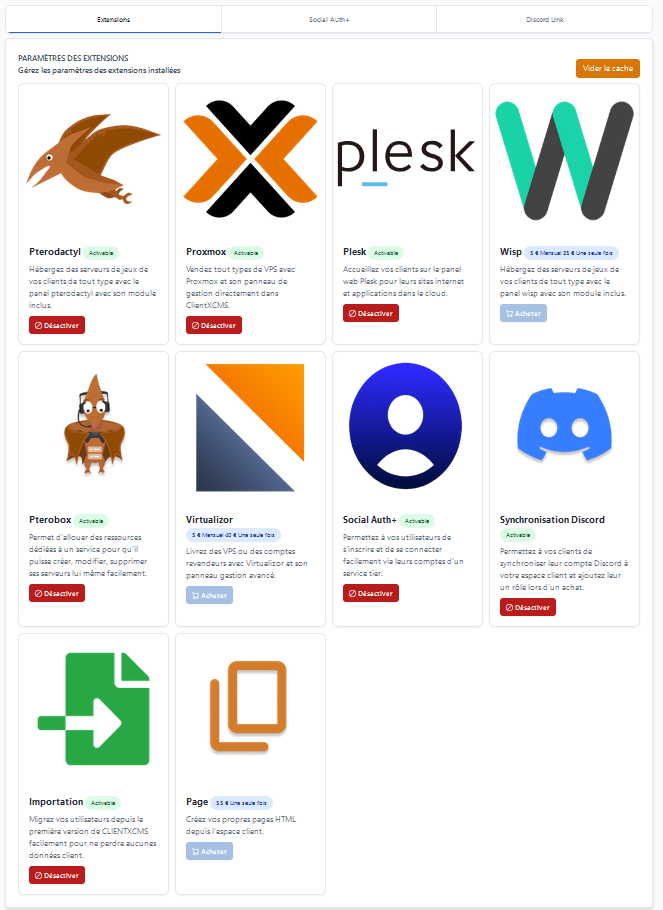 Extensions
Social Auth+
Discord Link
PARAMÈTRES DES EXTENSIONS
Gérez les paramètres des extensions installées
Vider le cache
plesk
Pterodactyl Activable
Hébergez des serveurs de jeux de
vos clients de tout type avec le
panel pterodactyl avec son module
inclus.
Désactiver
Proxmox Activable
Vendez tout types de VPS avec
Proxmox et son panneau de
gestion directement dans
ClientXCMS.
Désactiver
Plesk Activable
Accueillez vos clients sur le panel
web Plesk pour leurs sites internet
et applications dans le cloud.
Désactiver
Wisp 5 € Mensuel 25 € Une seule fois
Hébergez des serveurs de jeux de
vos clients de tout type avec le
panel wisp avec son module inclus.
Acheter
Pterobox Activable
Permet d'allouer des ressources
dédiées à un service pour qu'il
puisse créer, modifier, supprimer
ses serveurs lui même facilement.
Désactiver
Virtualizor
5 € Mensuel 60 € Une seule fois
Livrez des VPS ou des comptes
revendeurs avec Virtualizor et son
panneau gestion avancé.
Acheter
Social Auth+ Activable
Permettez à vos utilisateurs de
s'inscrire et de se connecter
facilement via leurs comptes d'un
service tier.
Désactiver
Synchronisation Discord
Activable
Permettez à vos clients de
synchroniser leur compte Discord à
votre espace client et ajoutez leur
un rôle lors d'un achat.
Désactiver
Importation Activable
Migrez vos utilisateurs depuis la
première version de CLIENTXCMS
facilement pour ne perdre aucunes
données client.
Désactiver
Page 55 € Une seule fois
Créez vos propres pages HTML
depuis l'espace client.
Acheter